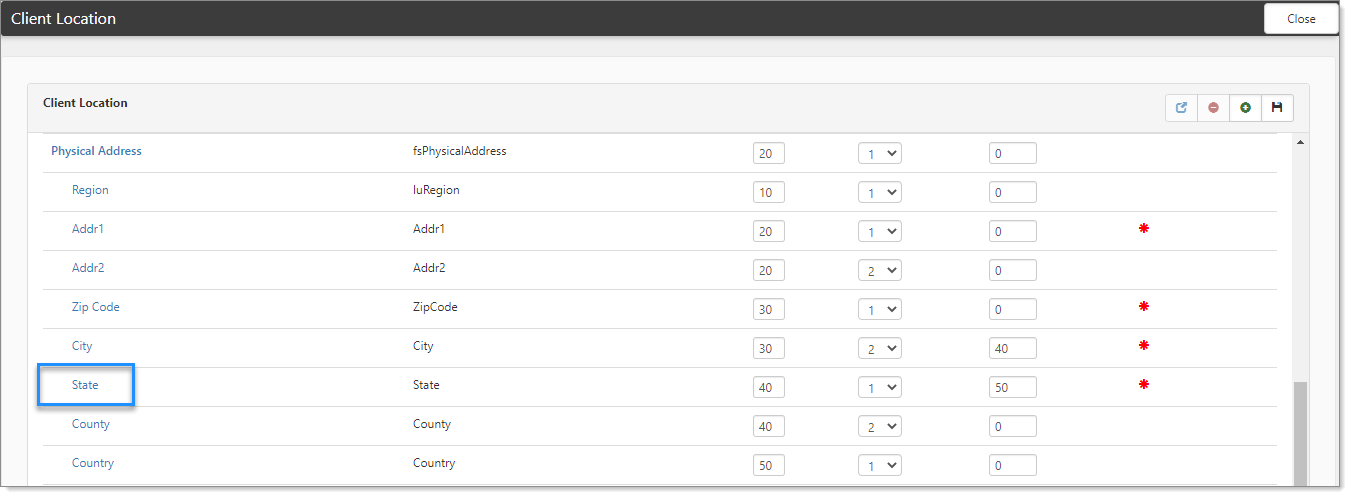 Client Location
Close
Client Location
Physical Address fsPhysicalAddress 20 1 0
Region luRegion 10 1 0
Addr1 Addr1 20 1 0 *
Addr2 Addr2 20 2 0
Zip Code ZipCode 30 1 0 *
City City 30 2 40 *
State State 40 1 50 *
County County 40 2 0
Country Country 50 1 0